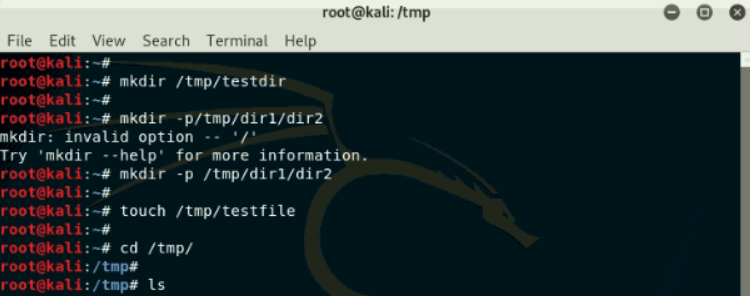 root@kali: /tmp
File Edit View Search Terminal Help
root@kali:~#
root@kali:~# mkdir /tmp/testdir
root@kali:~#
root@kali:~# mkdir -p/tmp/dir1/dir2
mkdir: invalid option -- '/'
Try 'mkdir --help' for more information.
root@kali:~# mkdir -p /tmp/dir1/dir2
root@kali:~#
root@kali:~# touch /tmp/testfile
root@kali:~#
root@kali:~# cd /tmp/
root@kali:/tmp#
root@kali:/tmp# ls